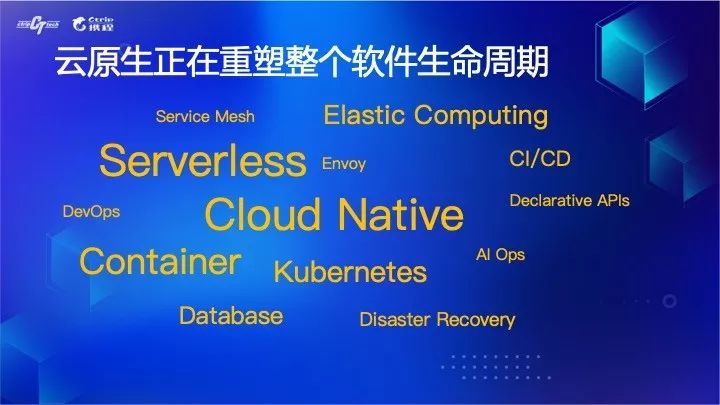 ctrip tech Ctrip 携程
云原生正在重塑整个软件生命周期
Service Mesh
Elastic Computing
Serverless
Envoy
CI/CD
DevOps
Cloud Native
Declarative APIs
Container
Kubernetes
AI Ops
Database
Disaster Recovery